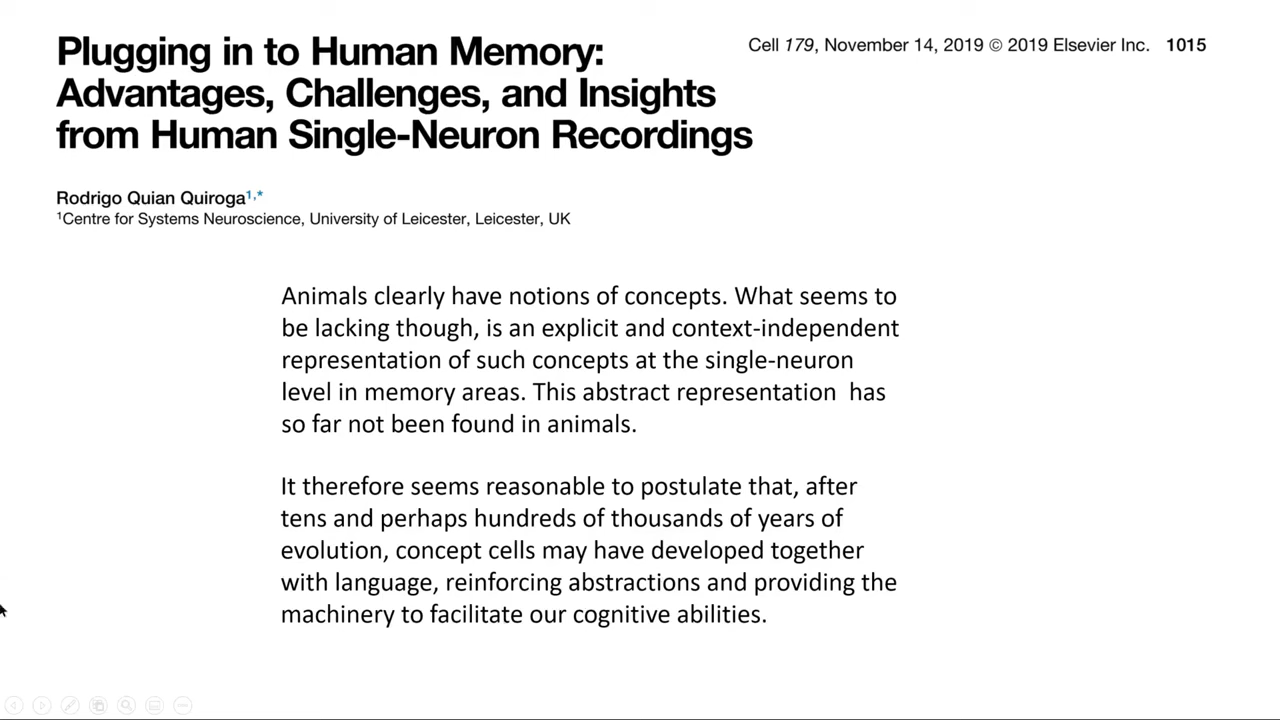 Plugging in to Human Memory:
Advantages, Challenges, and Insights
from Human Single-Neuron Recordings
Cell 179, November 14, 2019 © 2019 Elsevier Inc. 1015
Rodrigo Quian Quiroga1,*
1Centre for Systems Neuroscience, University of Leicester, Leicester, UK
Animals clearly have notions of concepts. What seems to
be lacking though, is an explicit and context-independent
representation of such concepts at the single-neuron
level in memory areas. This abstract representation  has
so far not been found in animals.
It therefore seems reasonable to postulate that, after
tens and perhaps hundreds of thousands of years of
evolution, concept cells may have developed together
with language, reinforcing abstractions and providing the
machinery to facilitate our cognitive abilities.